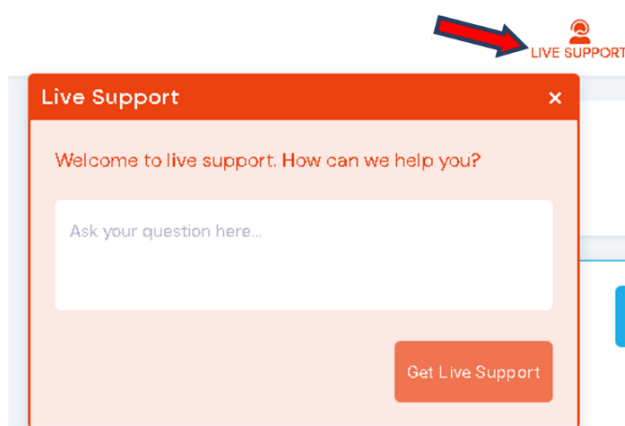 LIVE SUPPORT
Live Support
Welcome to live support. How can we help you?
Ask your question here...
Get Live Support